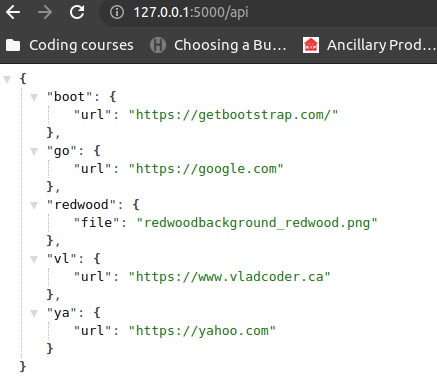 127.0.0.1:5000/api
Coding courses
Choosing a Bu...
Ancillary Prod...
{
"boot": {
"url": "https://getbootstrap.com/"
},
"go": {
"url": "https://google.com"
},
"redwood": {
"file": "redwoodbackground_redwood.png"
},
"vl": {
"url": "https://www.vladcoder.ca"
},
"ya": {
"url": "https://yahoo.com"
}
}